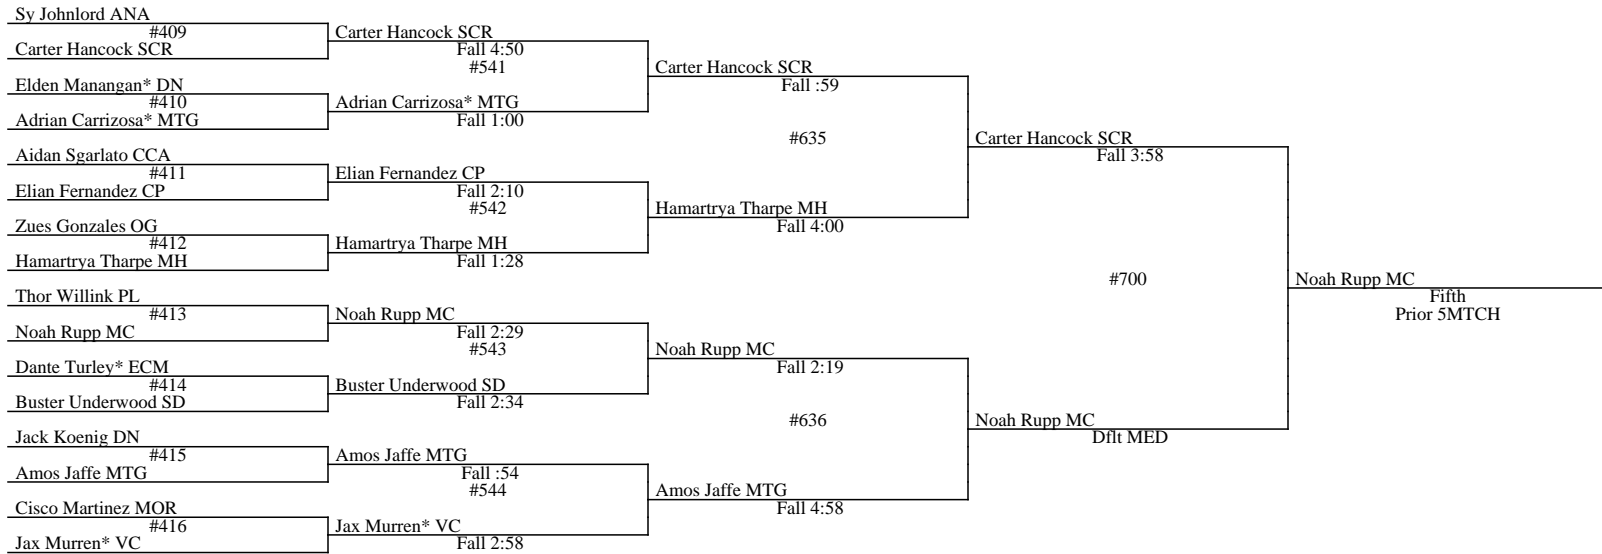 Sy Johnlord ANA
#409
Carter Hancock SCR
Elden Manangan* DN
#410
Adrian Carrizosa* MTG
Aidan Sgarlato CCA
#411
Elian Fernandez CP
Zues Gonzales OG
#412
Hamartrya Tharpe MH
Thor Willink PL
#413
Noah Rupp MC
Dante Turley* ECM
#414
Buster Underwood SD
Jack Koenig DN
#415
Amos Jaffe MTG
Cisco Martinez MOR
#416
Jax Murren* VC
Carter Hancock SCR
Fall 4:50
#541
Adrian Carrizosa* MTG
Fall 1:00
Elian Fernandez CP
Fall 2:10
#542
Hamartrya Tharpe MH
Fall 1:28
Noah Rupp MC
Fall 2:29
#543
Buster Underwood SD
Fall 2:34
Amos Jaffe MTG
Fall :54
#544
Jax Murren* VC
Fall 2:58
Carter Hancock SCR
Fall :59
#635
Hamartrya Tharpe MH
Fall 4:00
Noah Rupp MC
Fall 2:19
#636
Amos Jaffe MTG
Fall 4:58
Carter Hancock SCR
Fall 3:58
#700
Noah Rupp MC
Dflt MED
Noah Rupp MC
Fifth
Prior 5MTCH